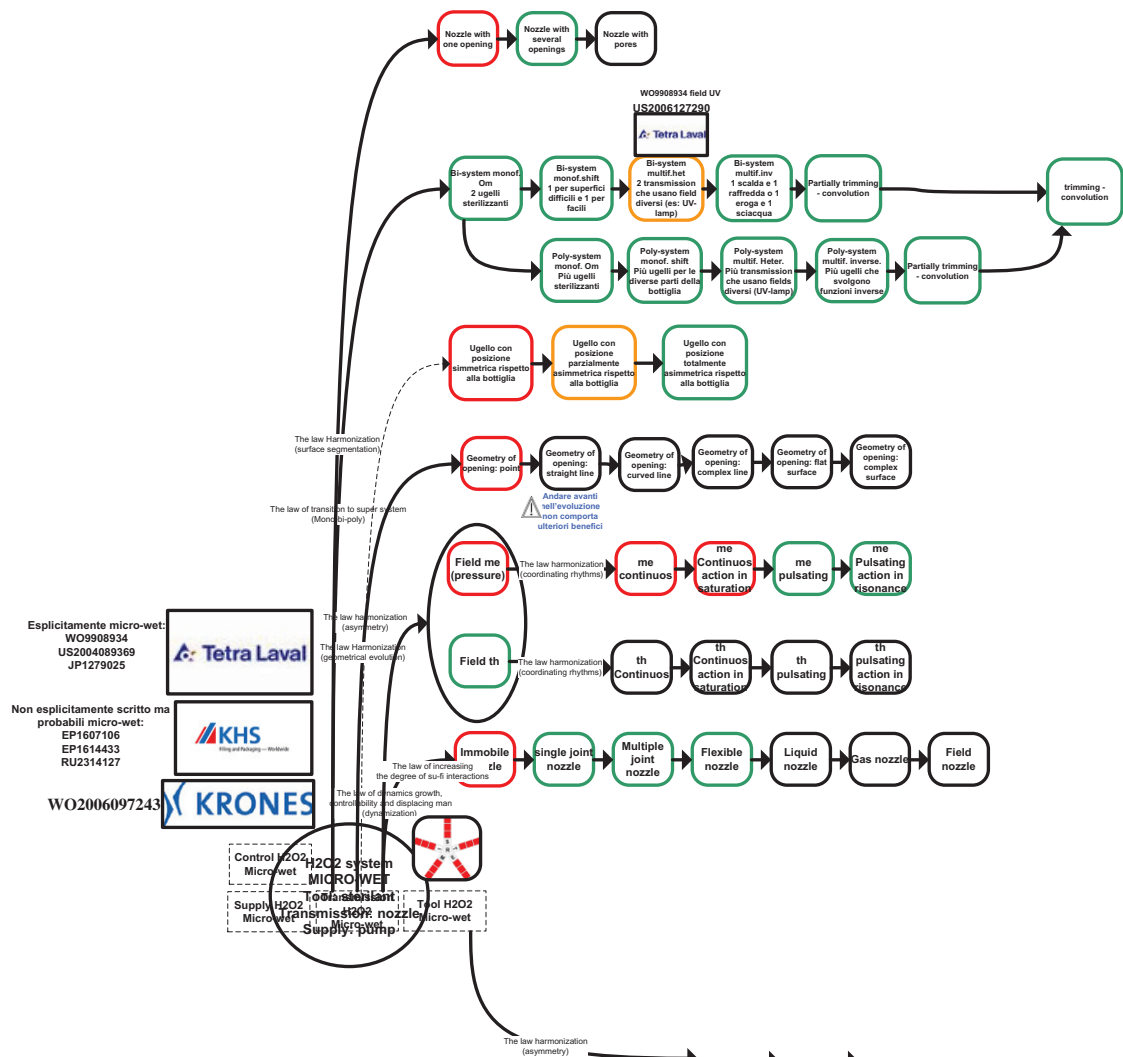 Nozzle with
one opening
Nozzle with
several
openings
Nozzle with
pores
WO9908934 field UV
US2006127290
Tetra Laval
Bi-system monof.
Om
2 ugelli
sterilizzanti
Bi-system
monof.shift
1 per superfici
difficili e 1 per
facili
Bi-system
multif.het
2 transmission
che usano field
diversi (es: UV-
lamp)
Bi-system
multif.inv
1 scalda e 1
raffredda o 1
eroga e 1
sciacqua
Partially trimming
- convolution
trimming -
convolution
Poly-system
monof. Om
Più ugelli
sterilizzanti
Poly-system
monof. shift
Più ugelli per le
diverse parti della
bottiglia
Poly-system
multif. Heter.
Più transmission
che usano fields
diversi (UV-lamp)
Poly-system
multif. inverse.
Più ugelli che
svolgono
funzioni inverse
Partially trimming
- convolution
Ugello con
posizione
simmetrica rispetto
alla bottiglia
Ugello con
posizione
parzialmente
asimmetrica rispetto
alla bottiglia
Ugello con
posizione
totalmente
asimmetrica rispetto
alla bottiglia
The law Harmonization
(surface segmentation)
Geometry of
opening: point
Geometry of
opening:
straight line
Geometry of
opening:
curved line
Geometry of
opening:
complex line
Geometry of
opening: flat
surface
Geometry of
opening:
complex
surface
Andare avanti
nell'evoluzione
non comporta
ulteriori benefici
The law of transition to super system
(Mono-bi-poly)
Field me
(pressure)
The law harmonization
(coordinating rhythms)
me
continuos
me
Continuos
action in
saturation
me
pulsating
me
Pulsating
action in
risonance
The law harmonization
(asymmetry)
The law Harmonization
(geometrical evolution)
Field th
The law harmonization
(coordinating rhythms)
th
Continuos
th
Continuos
action in
saturation
th
pulsating
th
pulsating
action in
risonance
Esplicitamente micro-wet:
WO9908934
US2004089369
JP1279025
Tetra Laval
Non esplicitamente scritto ma
probabili micro-wet:
EP1607106
EP1614433
RU2314127
KHS
Filling and Packaging — Worldwide
WO2006097243
KRONES
Immobile
zle
single joint
nozzle
Multiple
joint
nozzle
Flexible
nozzle
Liquid
nozzle
Gas nozzle
Field
nozzle
The law of increasiing
the degree of su-fi interactions
The law of dynamics growth,
controllability and displacing man
(dynamization)
Control H2O2
Micro-wet
Supply H2O2
Micro-wet
H2O2 system
MICRO-WET
Tool: sterilant
Transmission: nozzle
Supply: pump
Transmission
H2O2
Micro-wet
Tool H2O2
Micro-wet
The law harmonization
(asymmetry)